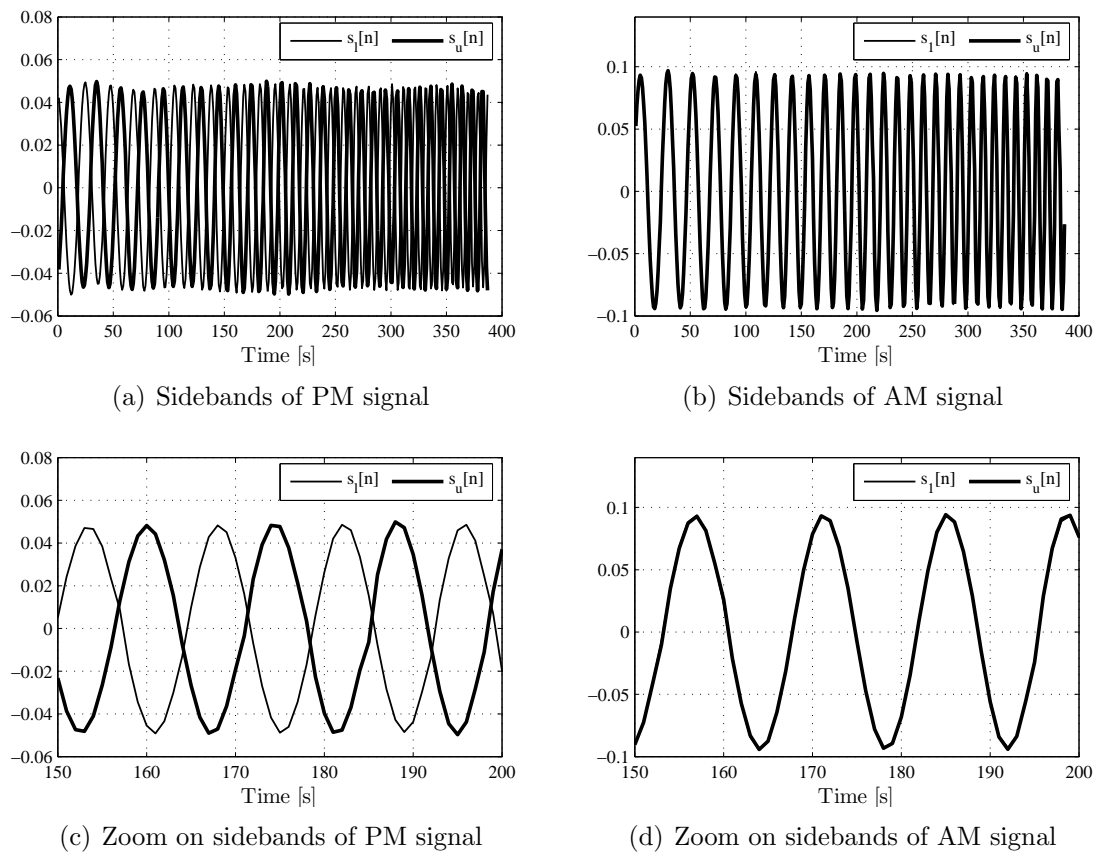 0.08
0.06
0.04
0.02
0
−0.02
−0.04
−0.06
s_l[n] s_u[n]
0 50 100 150 200 250 300 350 400
Time [s]
(a) Sidebands of PM signal
0.1
0.05
0
−0.05
−0.1
s_l[n] s_u[n]
0 50 100 150 200 250 300 350 400
Time [s]
(b) Sidebands of AM signal
0.08
0.06
0.04
0.02
0
−0.02
−0.04
−0.06
s_l[n] s_u[n]
150 160 170 180 190 200
Time [s]
(c) Zoom on sidebands of PM signal
0.1
0.05
0
−0.05
−0.1
s_l[n] s_u[n]
150 160 170 180 190 200
Time [s]
(d) Zoom on sidebands of AM signal